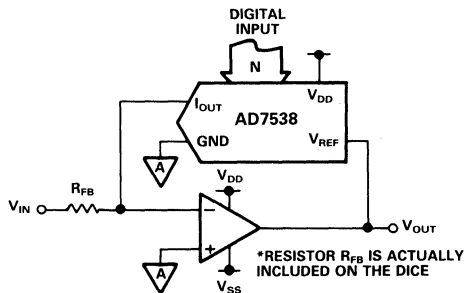 DIGITAL
INPUT
N
IOUT
AD7538
VDD
GND
VREF
A
VIN
RFB
VDD
−
+
VOUT
A
VSS
*RESISTOR RFB IS ACTUALLY
INCLUDED ON THE DICE